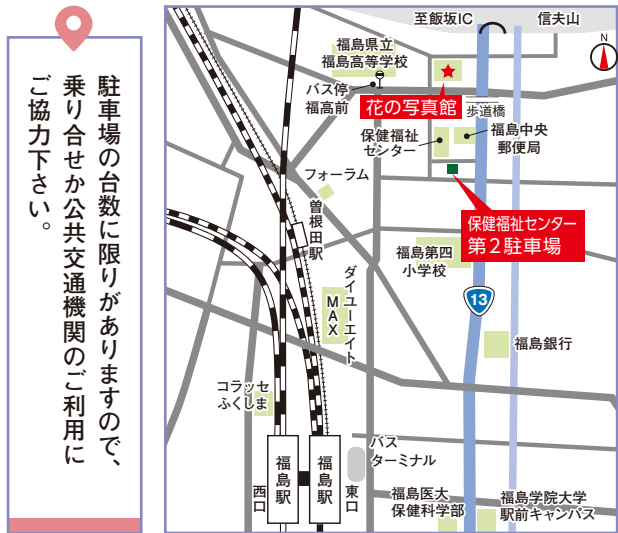 駐車場の台数に限りがありますので、
乗り合せか公共交通機関のご利用に
ご協力下さい。
至飯坂IC
信夫山
N
福島県立
福島高等学校
バス停
福高前
花の写真館
歩道橋
保健福祉
センター
福島中央
郵便局
フォーラム
曽根田駅
保健福祉センター
第2駐車場
福島第四
小学校
ダイユーエイト
MAX
13
福島銀行
コラッセ
ふくしま
福島駅
福島駅
西口
東口
バス
ターミナル
福島医大
保健科学部
福島学院大学
駅前キャンパス